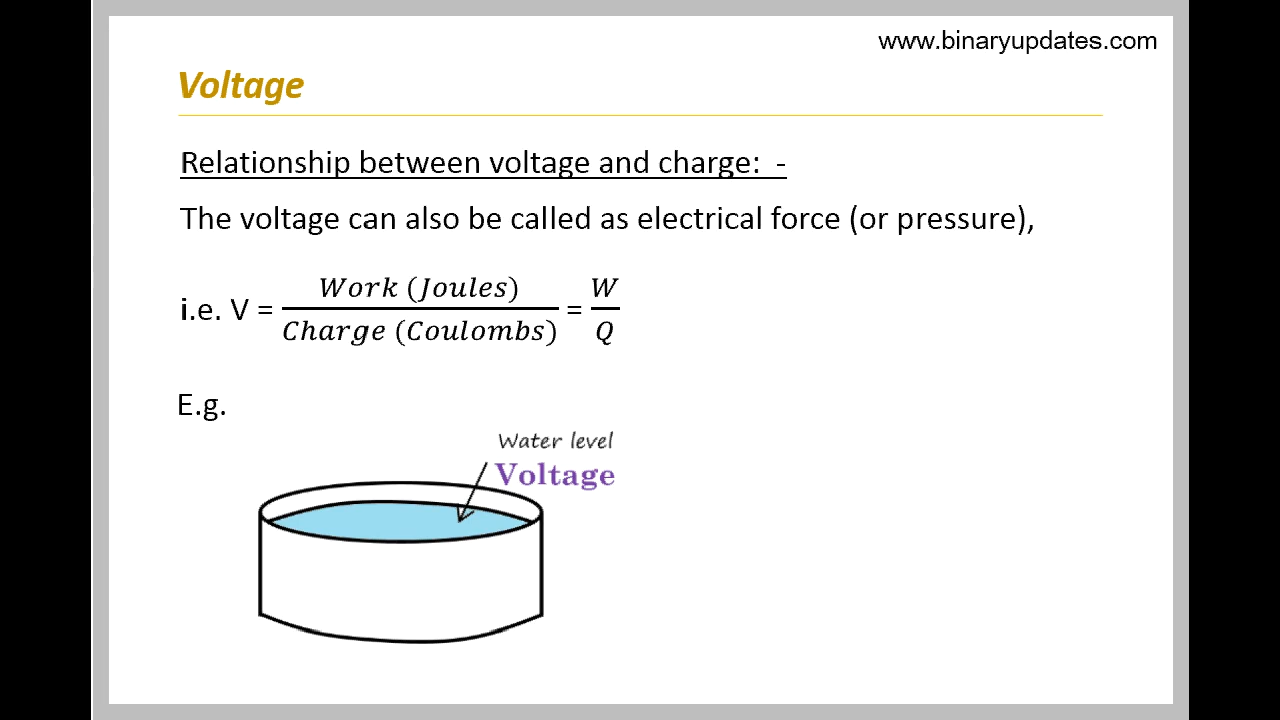 www.binaryupdates.com
Voltage
Relationship between voltage and charge:  -
The voltage can also be called as electrical force (or pressure),
i.e. V = Work (Joules) / Charge (Coulombs) = W / Q
E.g.
Water level
Voltage